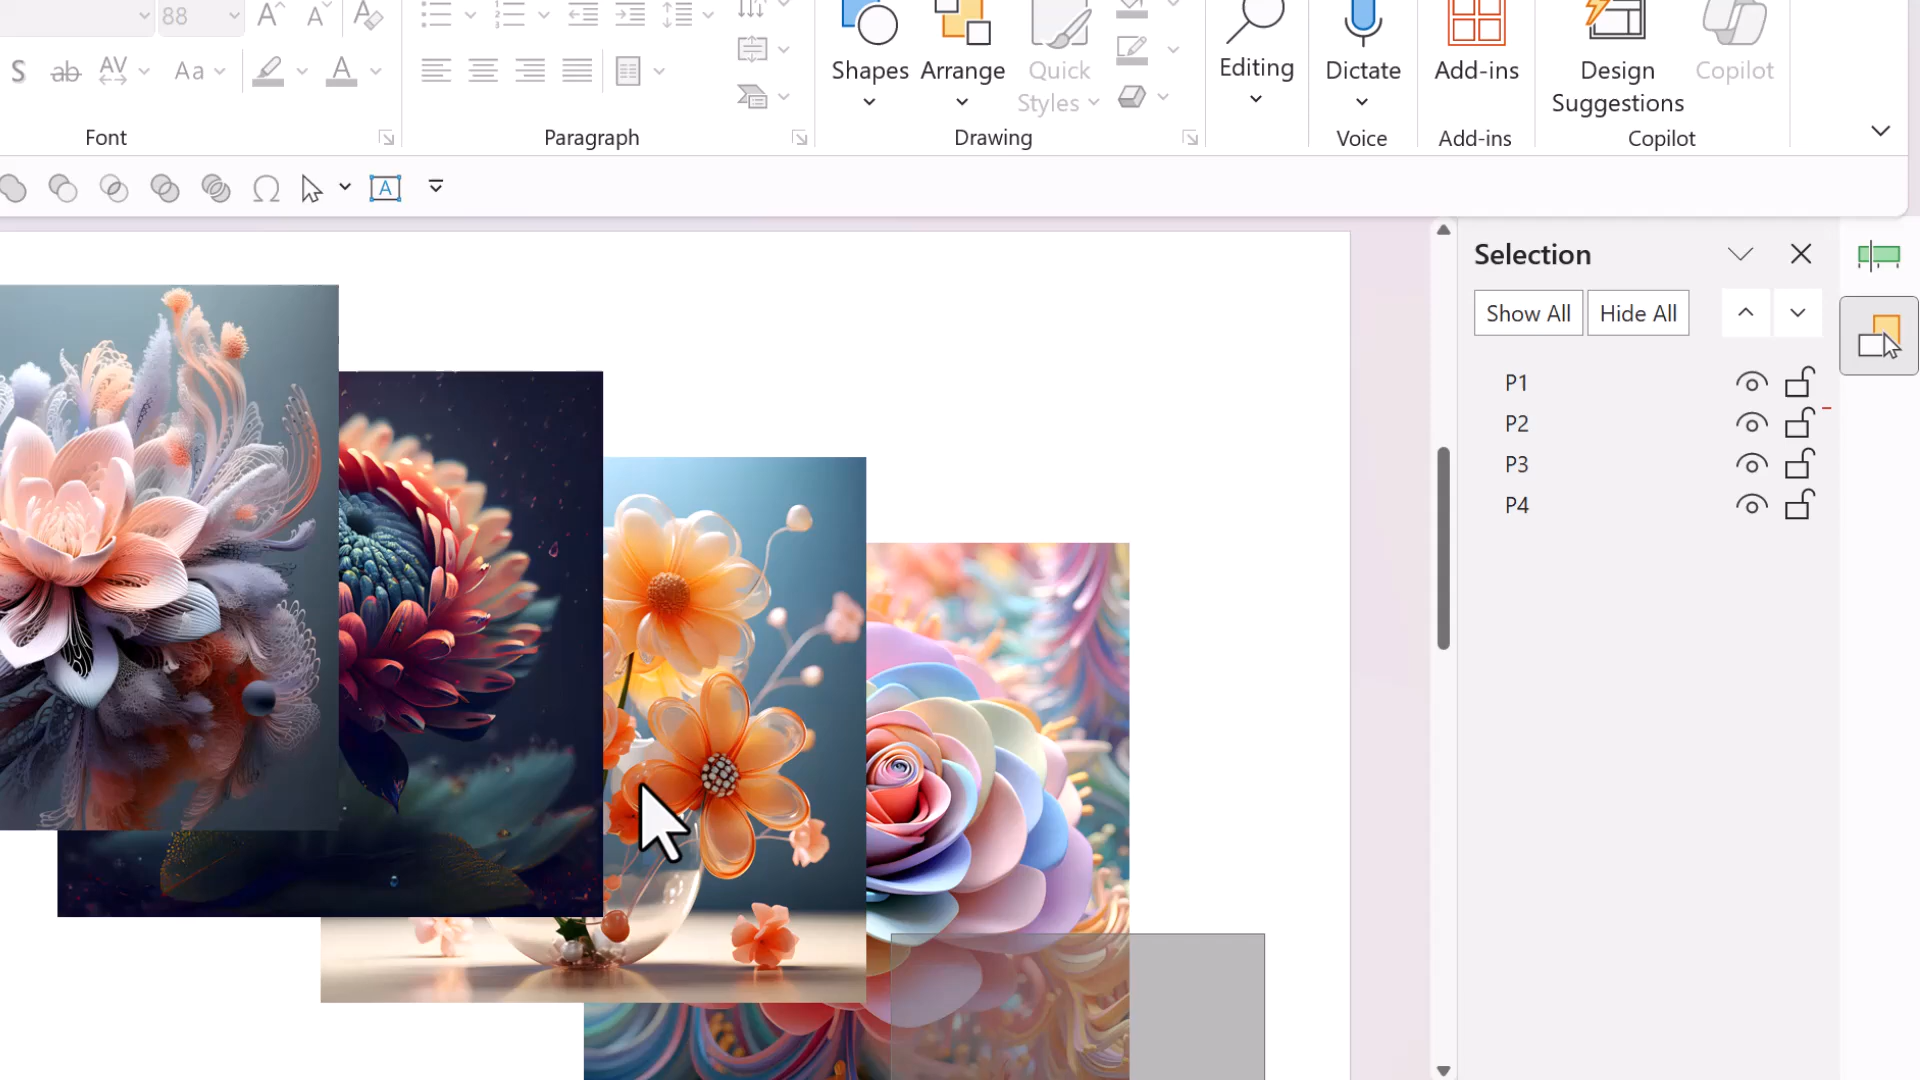 88
S ab AV Aa A
Shapes Arrange Quick
Styles
Editing
Dictate
Add-ins
Design
Suggestions
Copilot
Font Paragraph Drawing Voice Add-ins Copilot
A
Selection
Show All Hide All
P1
P2
P3
P4